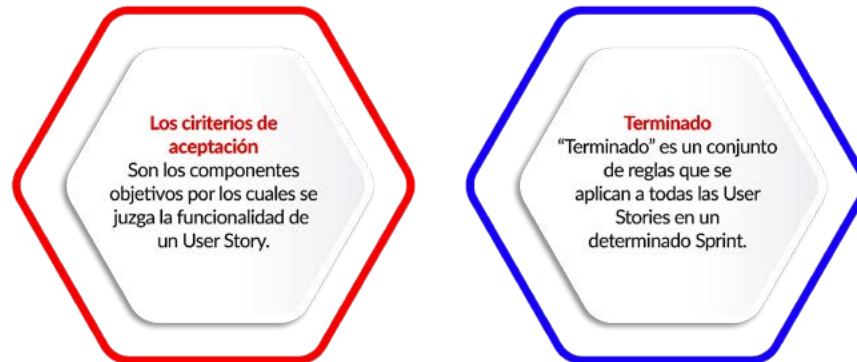 Los ciriterios de
aceptación
Son los componentes
objetivos por los cuales se
juzga la funcionalidad de
un User Story.
Terminado
“Terminado” es un conjunto
de reglas que se
aplican a todas las User
Stories en un
determinado Sprint.